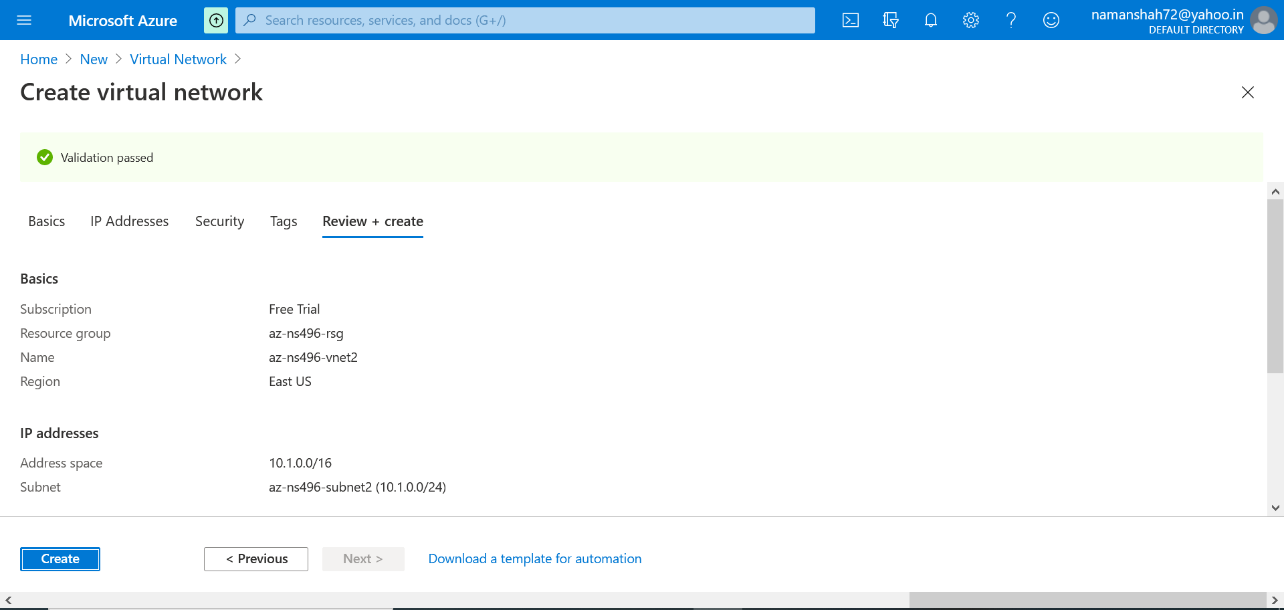 Microsoft Azure
Search resources, services, and docs (G+/)
namanshah72@yahoo.in
DEFAULT DIRECTORY
Home > New > Virtual Network >
Create virtual network
Validation passed
Basics IP Addresses Security Tags Review + create
Basics
Subscription Free Trial
Resource group az-ns496-rsg
Name az-ns496-vnet2
Region East US
IP addresses
Address space 10.1.0.0/16
Subnet az-ns496-subnet2 (10.1.0.0/24)
Create < Previous Next > Download a template for automation